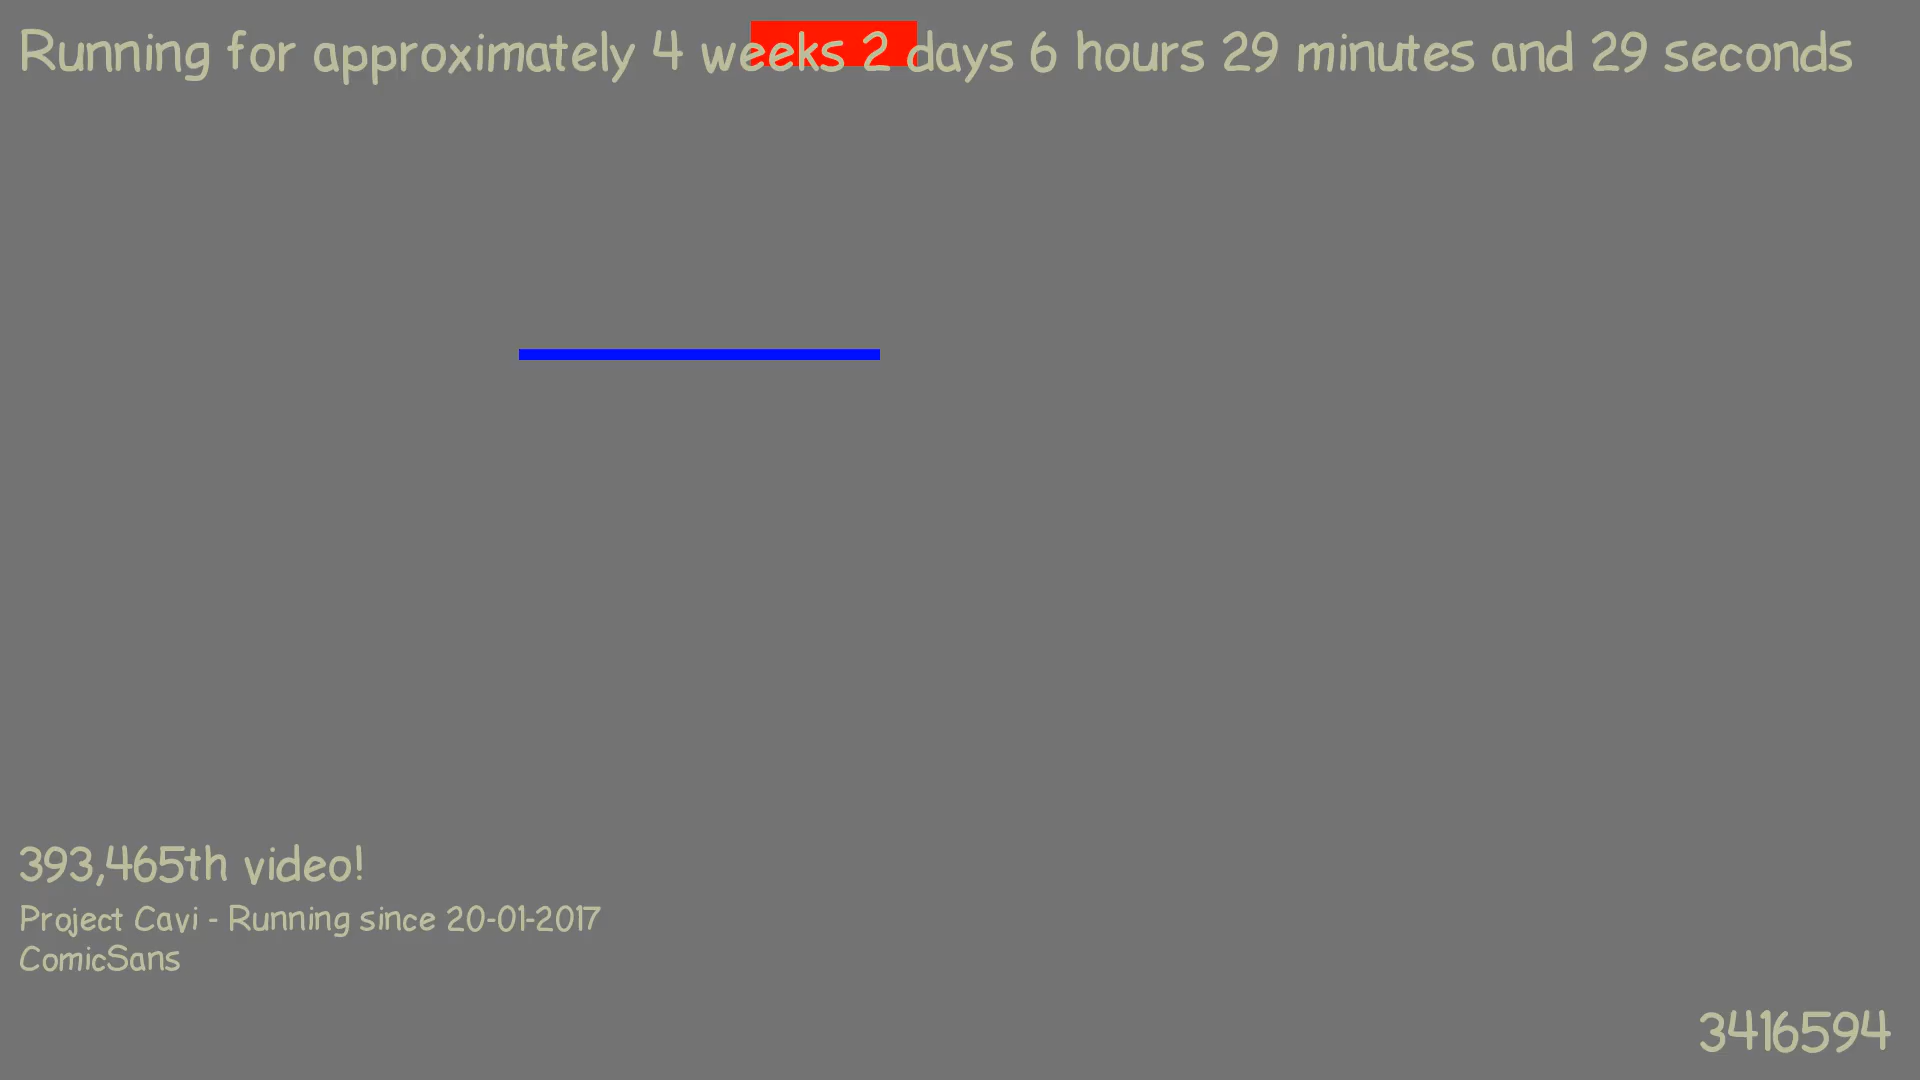 Running for approximately 4 weeks 2 days 6 hours 29 minutes and 29 seconds
393,465th video!
Project Cavi - Running since 20-01-2017
ComicSans
3416594